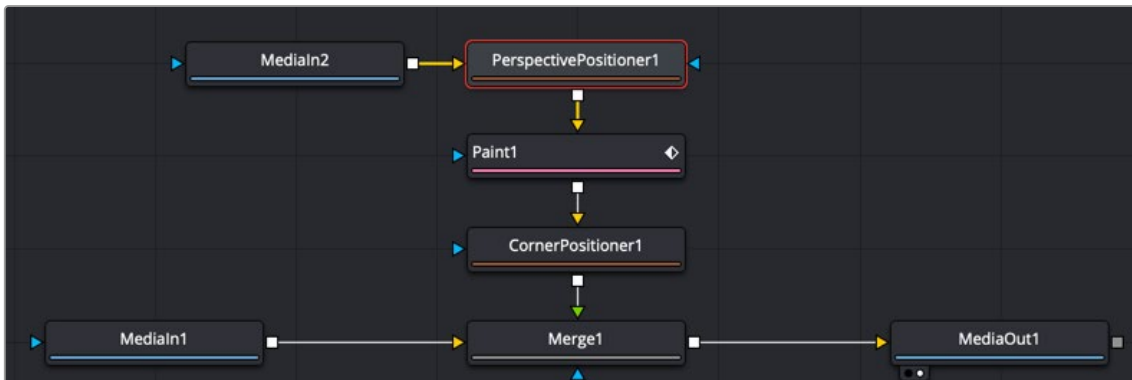 MediaIn2
PerspectivePositioner1
Paint1
CornerPositioner1
MediaIn1
Merge1
MediaOut1